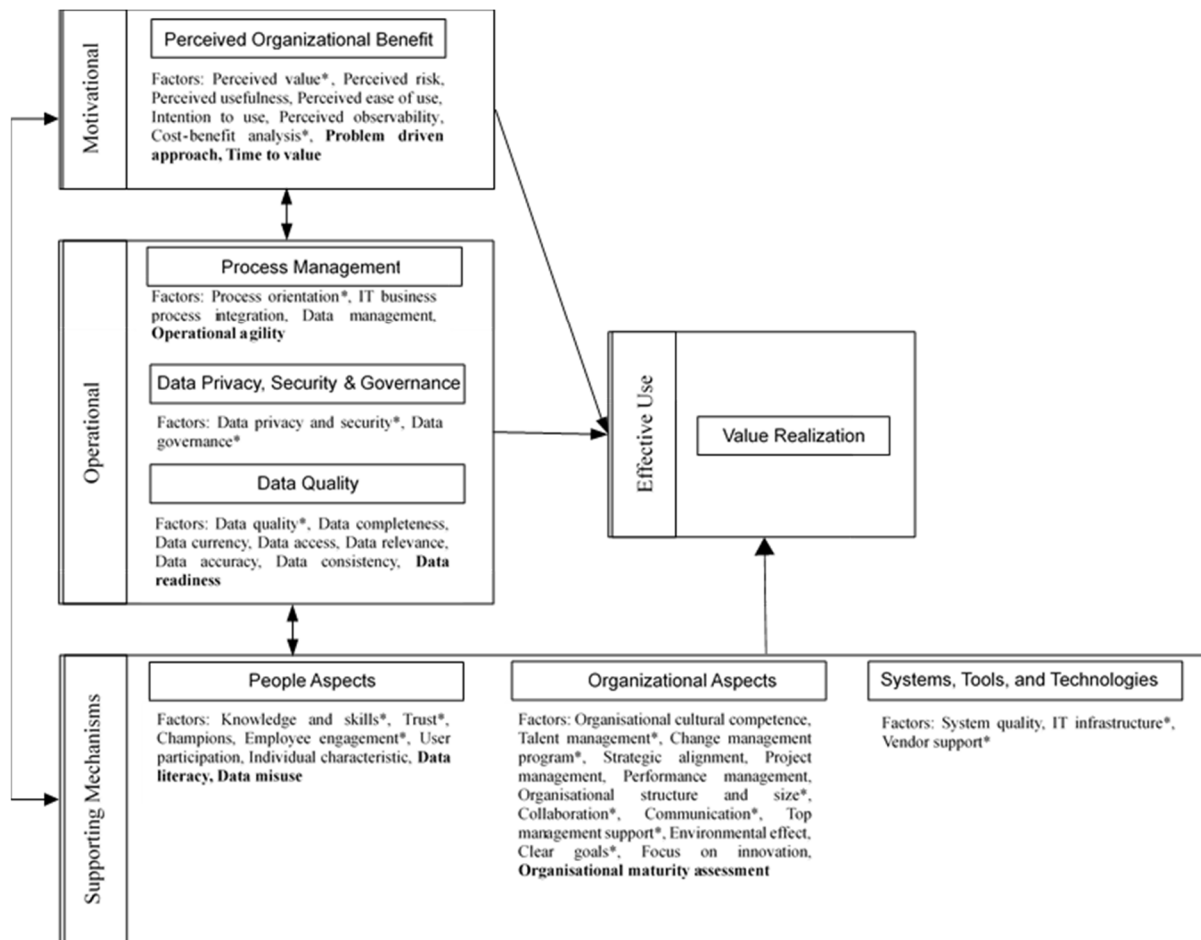 Motivational
Perceived Organizational Benefit
Factors: Perceived value*, Perceived risk,
Perceived usefulness, Perceived ease of use,
Intention to use, Perceived observability,
Cost-benefit analysis*, Problem driven
approach, Time to value
Operational
Process Management
Factors: Process orientation*, IT business
process integration, Data management,
Operational agility
Data Privacy, Security & Governance
Factors: Data privacy and security*, Data
governance*
Data Quality
Factors: Data quality*, Data completeness,
Data currency, Data access, Data relevance,
Data accuracy, Data consistency, Data
readiness
Effective Use
Value Realization
Supporting Mechanisms
People Aspects
Factors: Knowledge and skills*, Trust*,
Champions, Employee engagement*, User
participation, Individual characteristic, Data
literacy, Data misuse
Organizational Aspects
Factors: Organisational cultural competence,
Talent management*, Change management
program*, Strategic alignment, Project
management, Performance management,
Organisational structure and size*,
Collaboration*, Communication*, Top
management support*, Environmental effect,
Clear goals*, Focus on innovation,
Organisational maturity assessment
Systems, Tools, and Technologies
Factors: System quality, IT infrastructure*,
Vendor support*